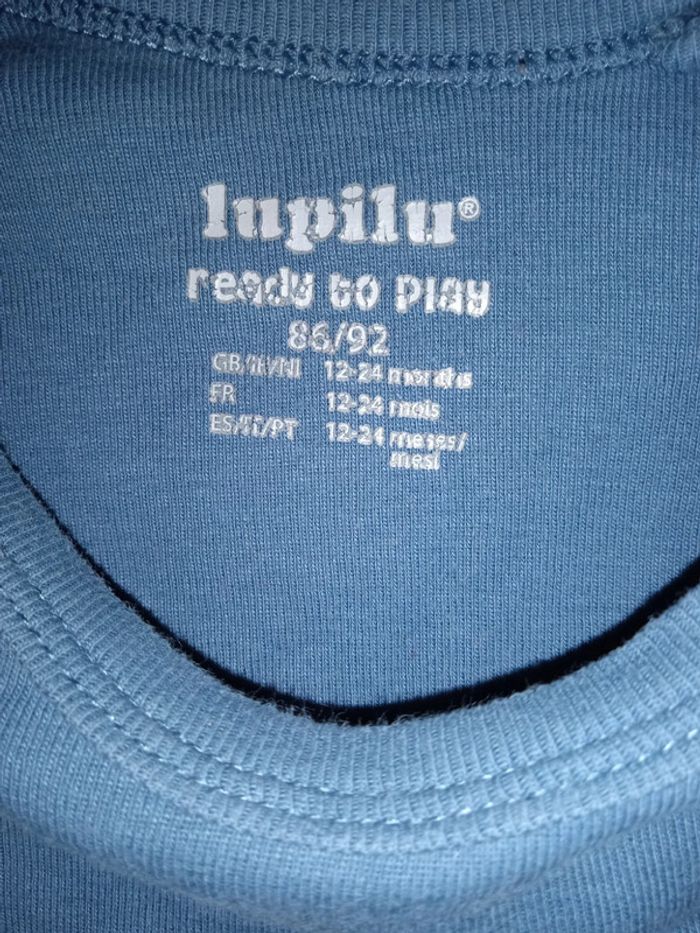 lupilu®
ready to play
86/92
GB/IE/NI 12-24 months
FR 12-24 mois
ES/IT/PT 12-24 meses/
mesi